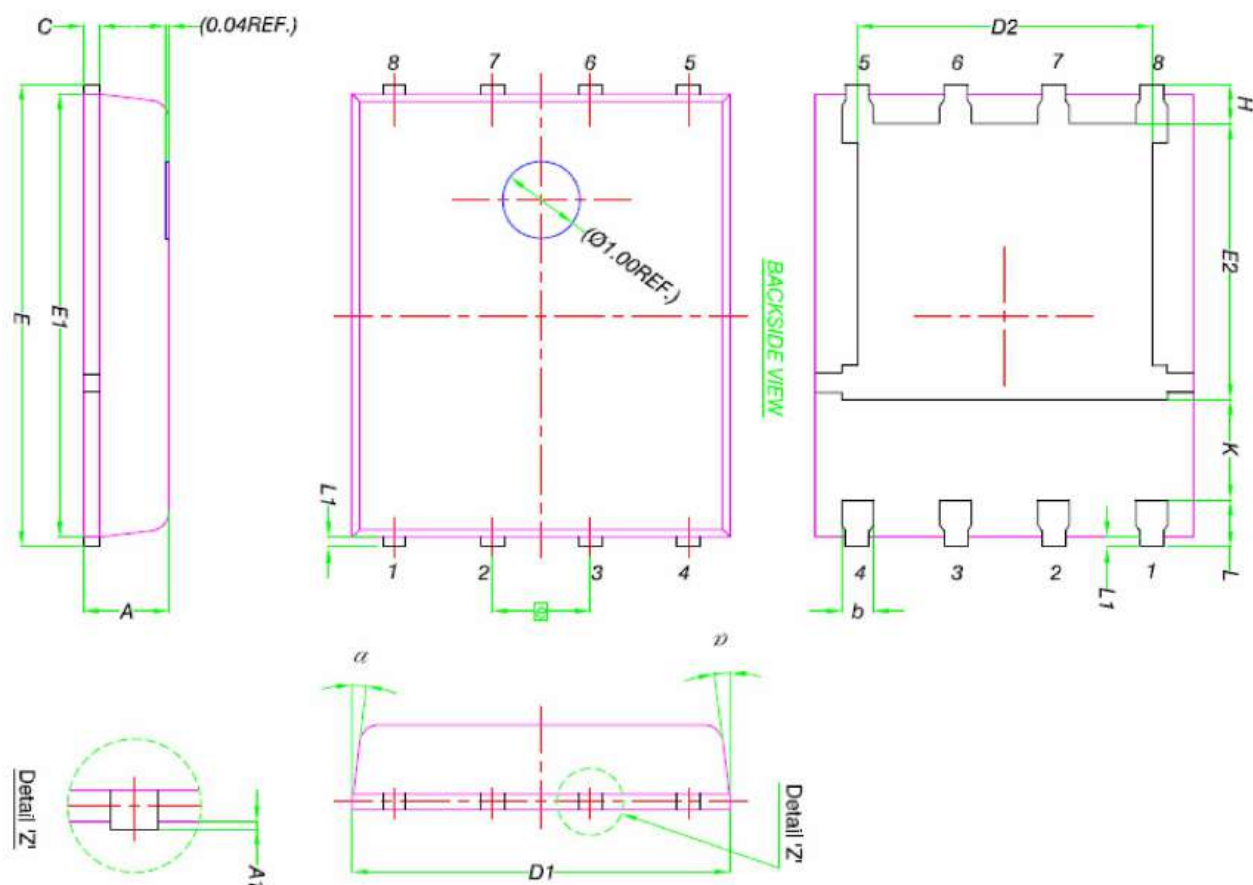 C
(0.04REF.)
E
E1
A
8 7 6 5
(Ø1.00REF.)
L1
1 2 3 4
BACKSIDE VIEW
D2
5 6 7 8
H
E2
K
L
L1
4 3 2 1
b
α α
D1
Detail 'Z'
Detail 'Z'
A1